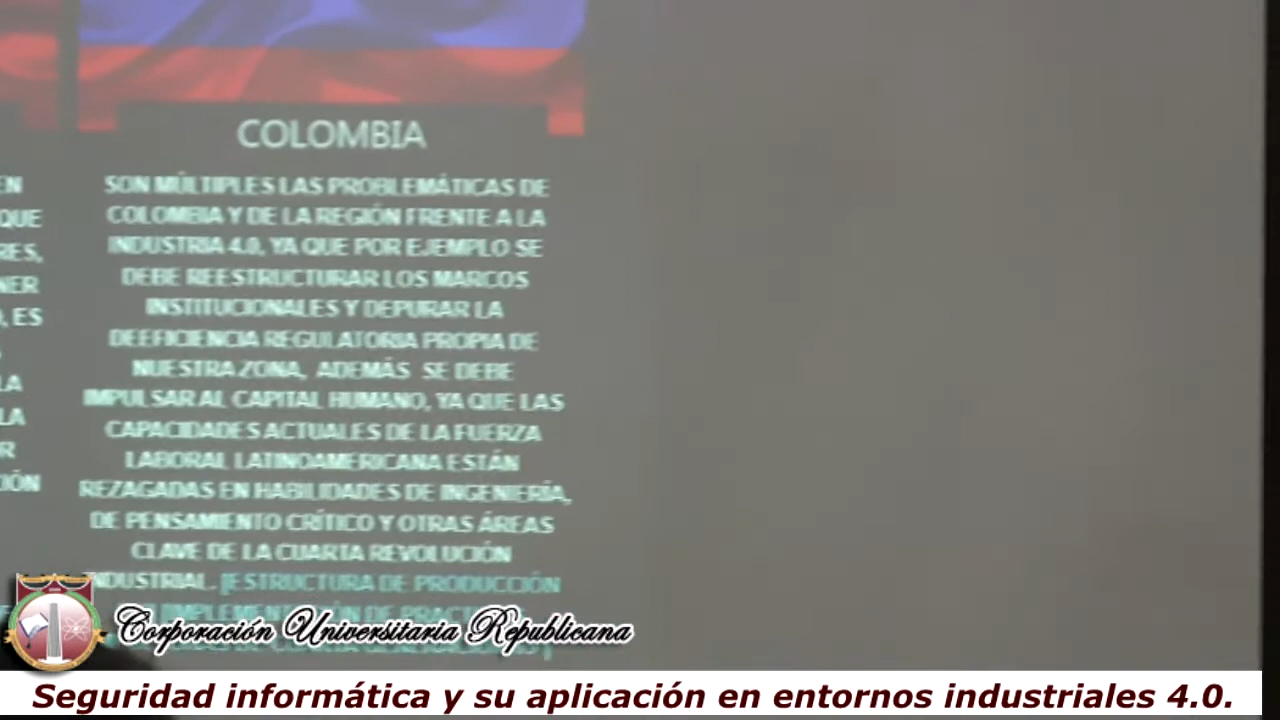 COLOMBIA
SON MÚLTIPLES LAS PROBLEMÁTICAS DE
COLOMBIA Y DE LA REGIÓN FRENTE A LA
INDUSTRIA 4.0, YA QUE POR EJEMPLO SE
DEBE REESTRUCTURAR LOS MARCOS
INSTITUCIONALES Y DEPURAR LA
DEEFICIENCIA REGULATORIA PROPIA DE
NUESTRA ZONA, ADEMÁS SE DEBE
IMPULSAR AL CAPITAL HUMANO, YA QUE LAS
CAPACIDADES ACTUALES DE LA FUERZA
LABORAL LATINOAMERICANA ESTÁN
REZAGADAS EN HABILIDADES DE INGENIERÍA,
DE PENSAMIENTO CRÍTICO Y OTRAS ÁREAS
CLAVE DE LA CUARTA REVOLUCIÓN
INDUSTRIAL. [ESTRUCTURA DE PRODUCCIÓN
IMPLEMENTACIÓN DE
Corporación Universitaria Republicana
Seguridad informática y su aplicación en entornos industriales 4.0.